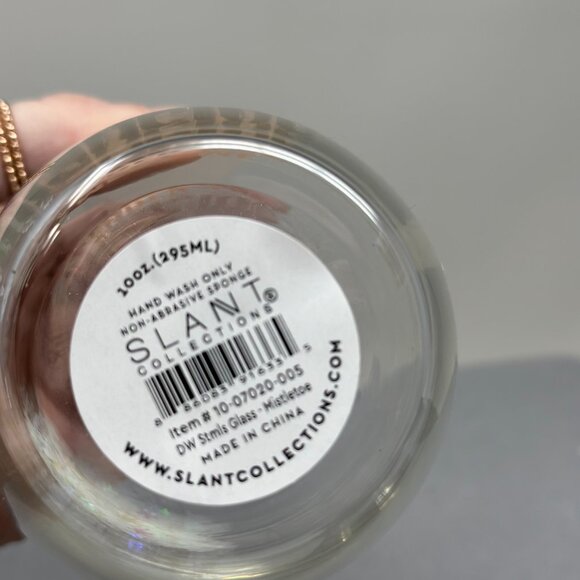 10OZ.(295ML)
HAND WASH ONLY
NON-ABRASIVE SPONGE
SLANT®
COLLECTIONS
Item # 10-07020-005
DW Stmls Glass - Mistletoe
MADE IN CHINA
WWW.SLANTCOLLECTIONS.COM